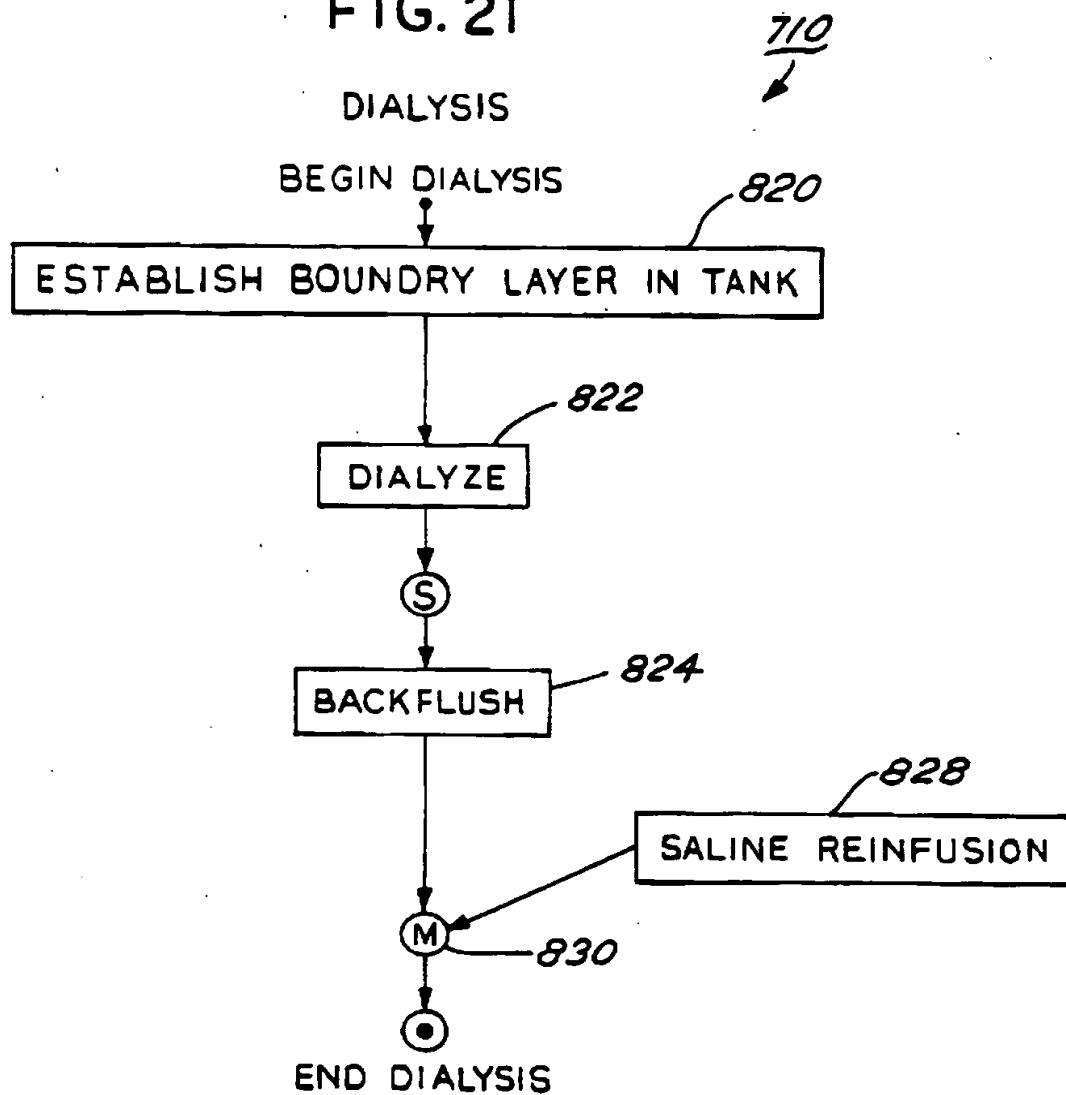 FIG. 21
710
DIALYSIS
BEGIN DIALYSIS
820
ESTABLISH BOUNDRY LAYER IN TANK
822
DIALYZE
S
BACKFLUSH
824
828
SALINE REINFUSION
M
830
END DIALYSIS